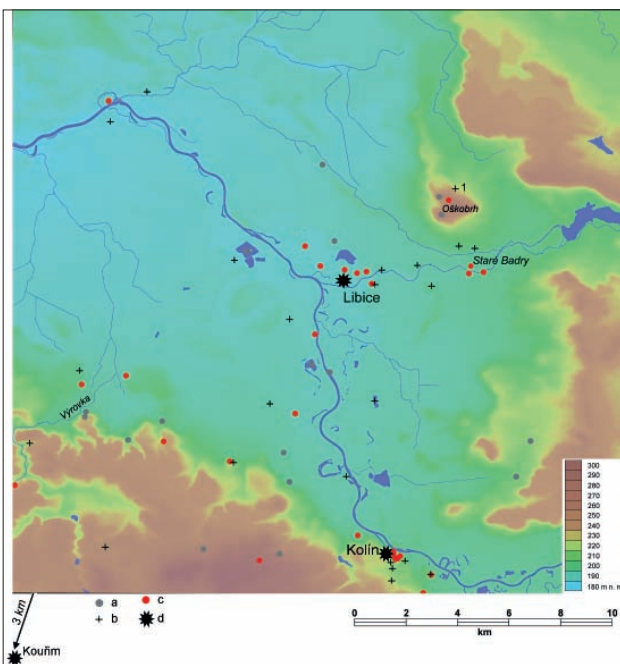 1
Oškobrh
Staré Badry
Libice
Výrovka
300
290
280
270
260
250
240
230
220
210
200
190
180 m n. m.
Kolín
3 km
a
c
b
d
0 2 4 6 8 10
km
Kouřim